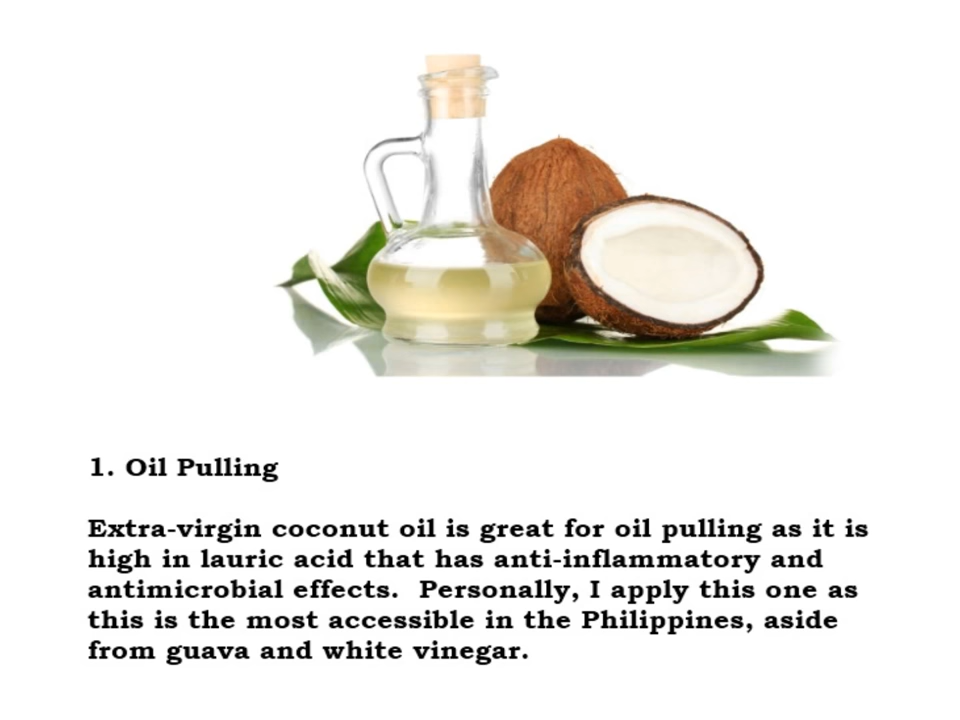 1. Oil Pulling
Extra-virgin coconut oil is great for oil pulling as it is
high in lauric acid that has anti-inflammatory and
antimicrobial effects.  Personally, I apply this one as
this is the most accessible in the Philippines, aside
from guava and white vinegar.